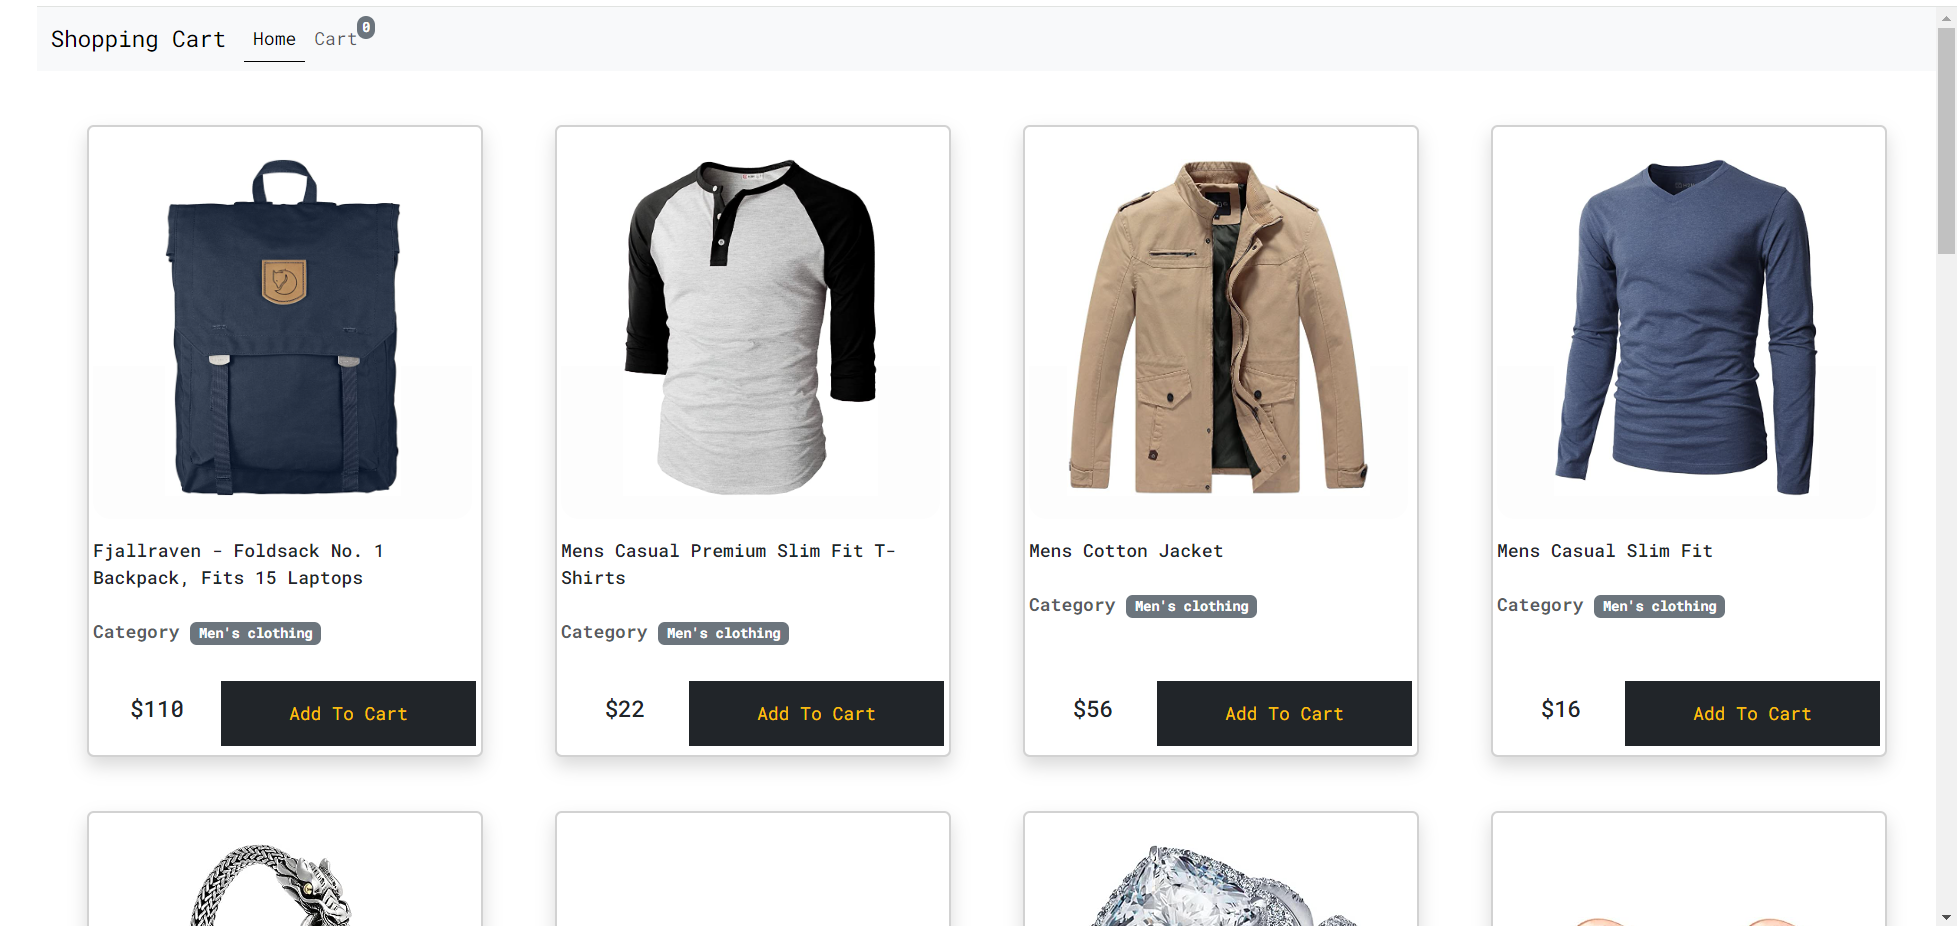 Shopping Cart Home Cart 0
Fjallraven - Foldsack No. 1
Backpack, Fits 15 Laptops
Category Men's clothing
$110 Add To Cart
Mens Casual Premium Slim Fit T-
Shirts
Category Men's clothing
$22 Add To Cart
Mens Cotton Jacket
Category Men's clothing
$56 Add To Cart
Mens Casual Slim Fit
Category Men's clothing
$16 Add To Cart